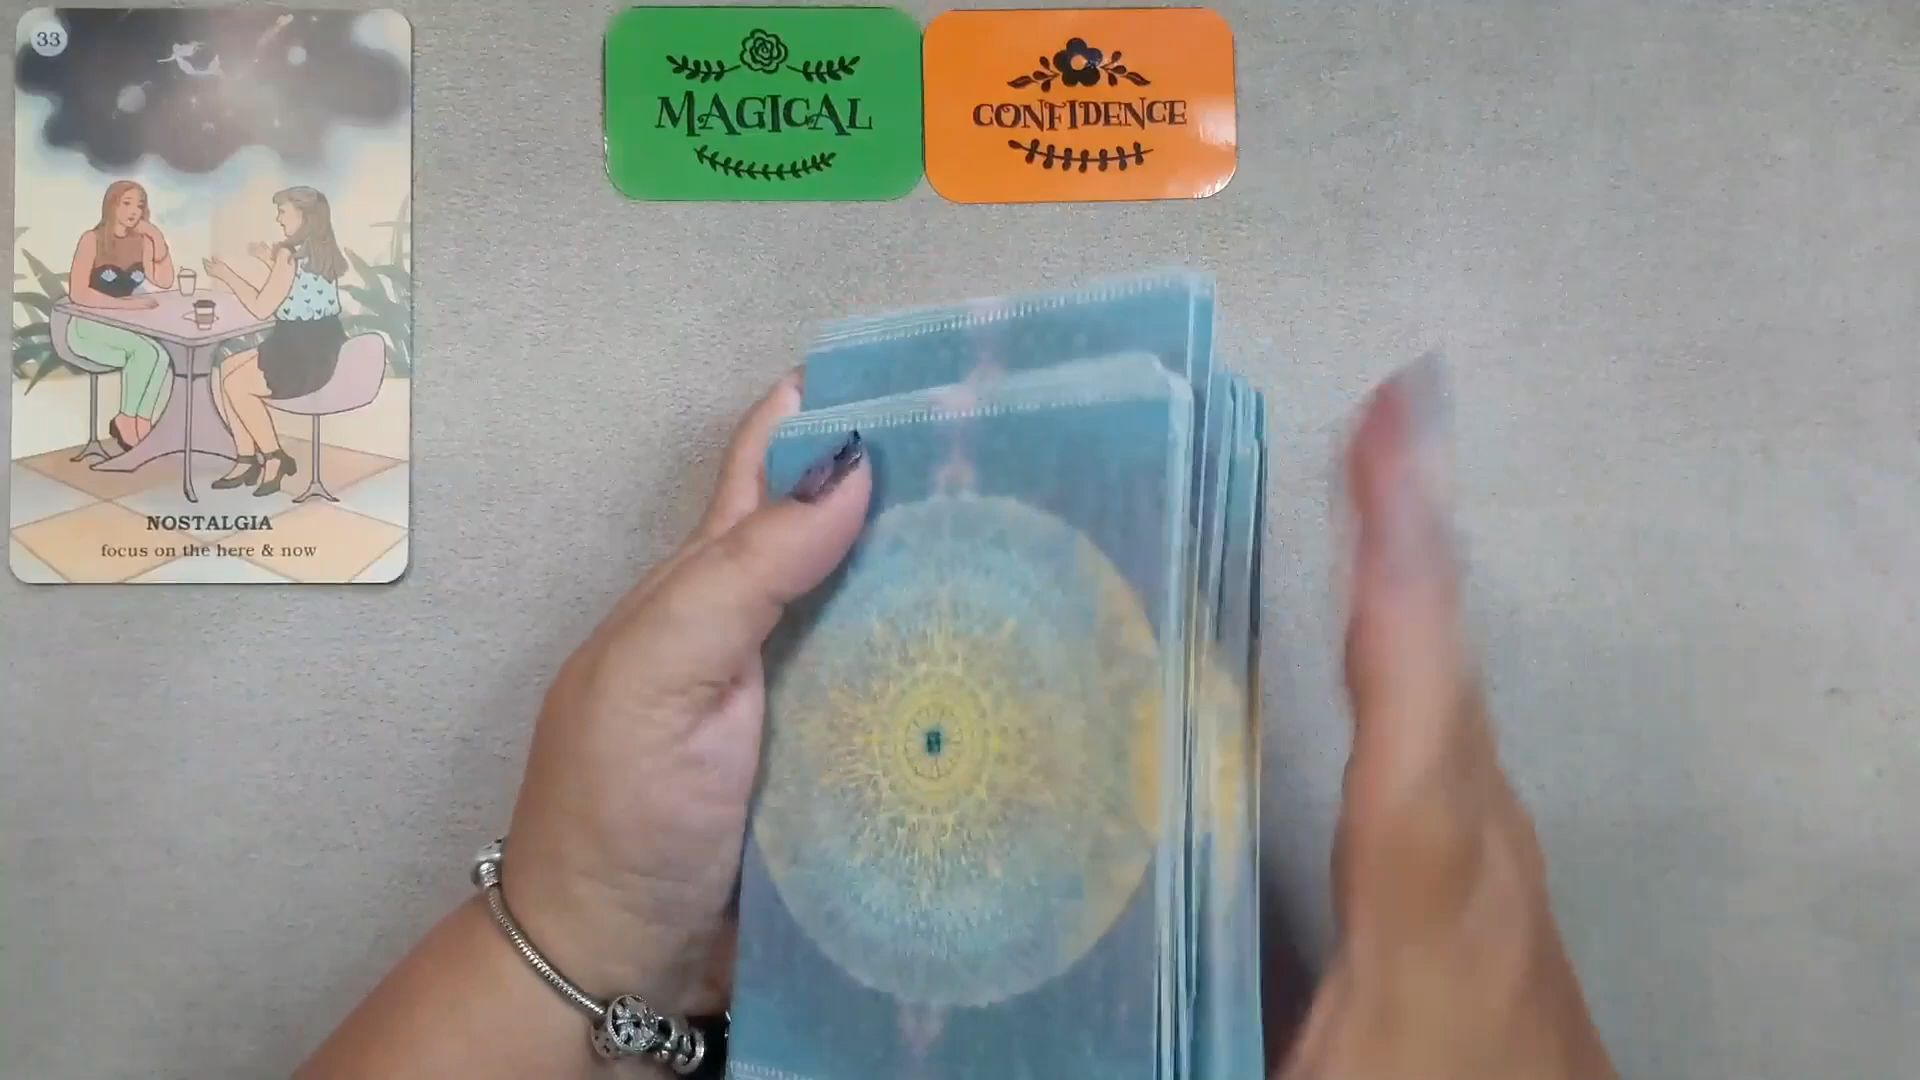 33
NOSTALGIA
focus on the here & now
MAGICAL
CONFIDENCE